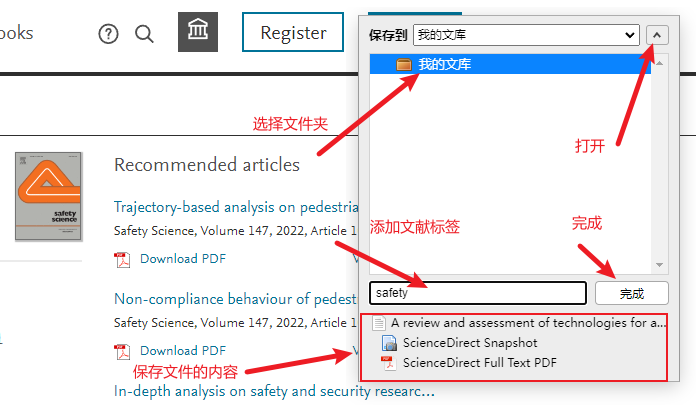 ooks
Register
保存到
我的文库
我的文库
选择文件夹
打开
Recommended articles
safety
science
Trajectory-based analysis on pedestria
Safety Science, Volume 147, 2022, Article 1
添加文献标签
完成
Download PDF
V
safety
完成
Non-compliance behaviour of pedest
Safety Science, Volume 147, 2022, Article 1
A review and assessment of technologies for a...
ScienceDirect Snapshot
Download PDF
V
ScienceDirect Full Text PDF
保存文件的内容
In-depth analysis on safety and security researc…